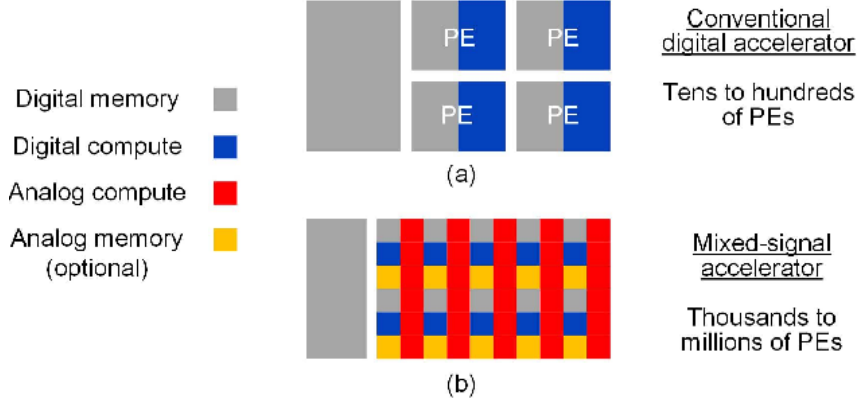 Digital memory
Digital compute
Analog compute
Analog memory
(optional)
PE PE
PE PE
(a)
Conventional
digital accelerator
Tens to hundreds
of PEs
(b)
Mixed-signal
accelerator
Thousands to
millions of PEs